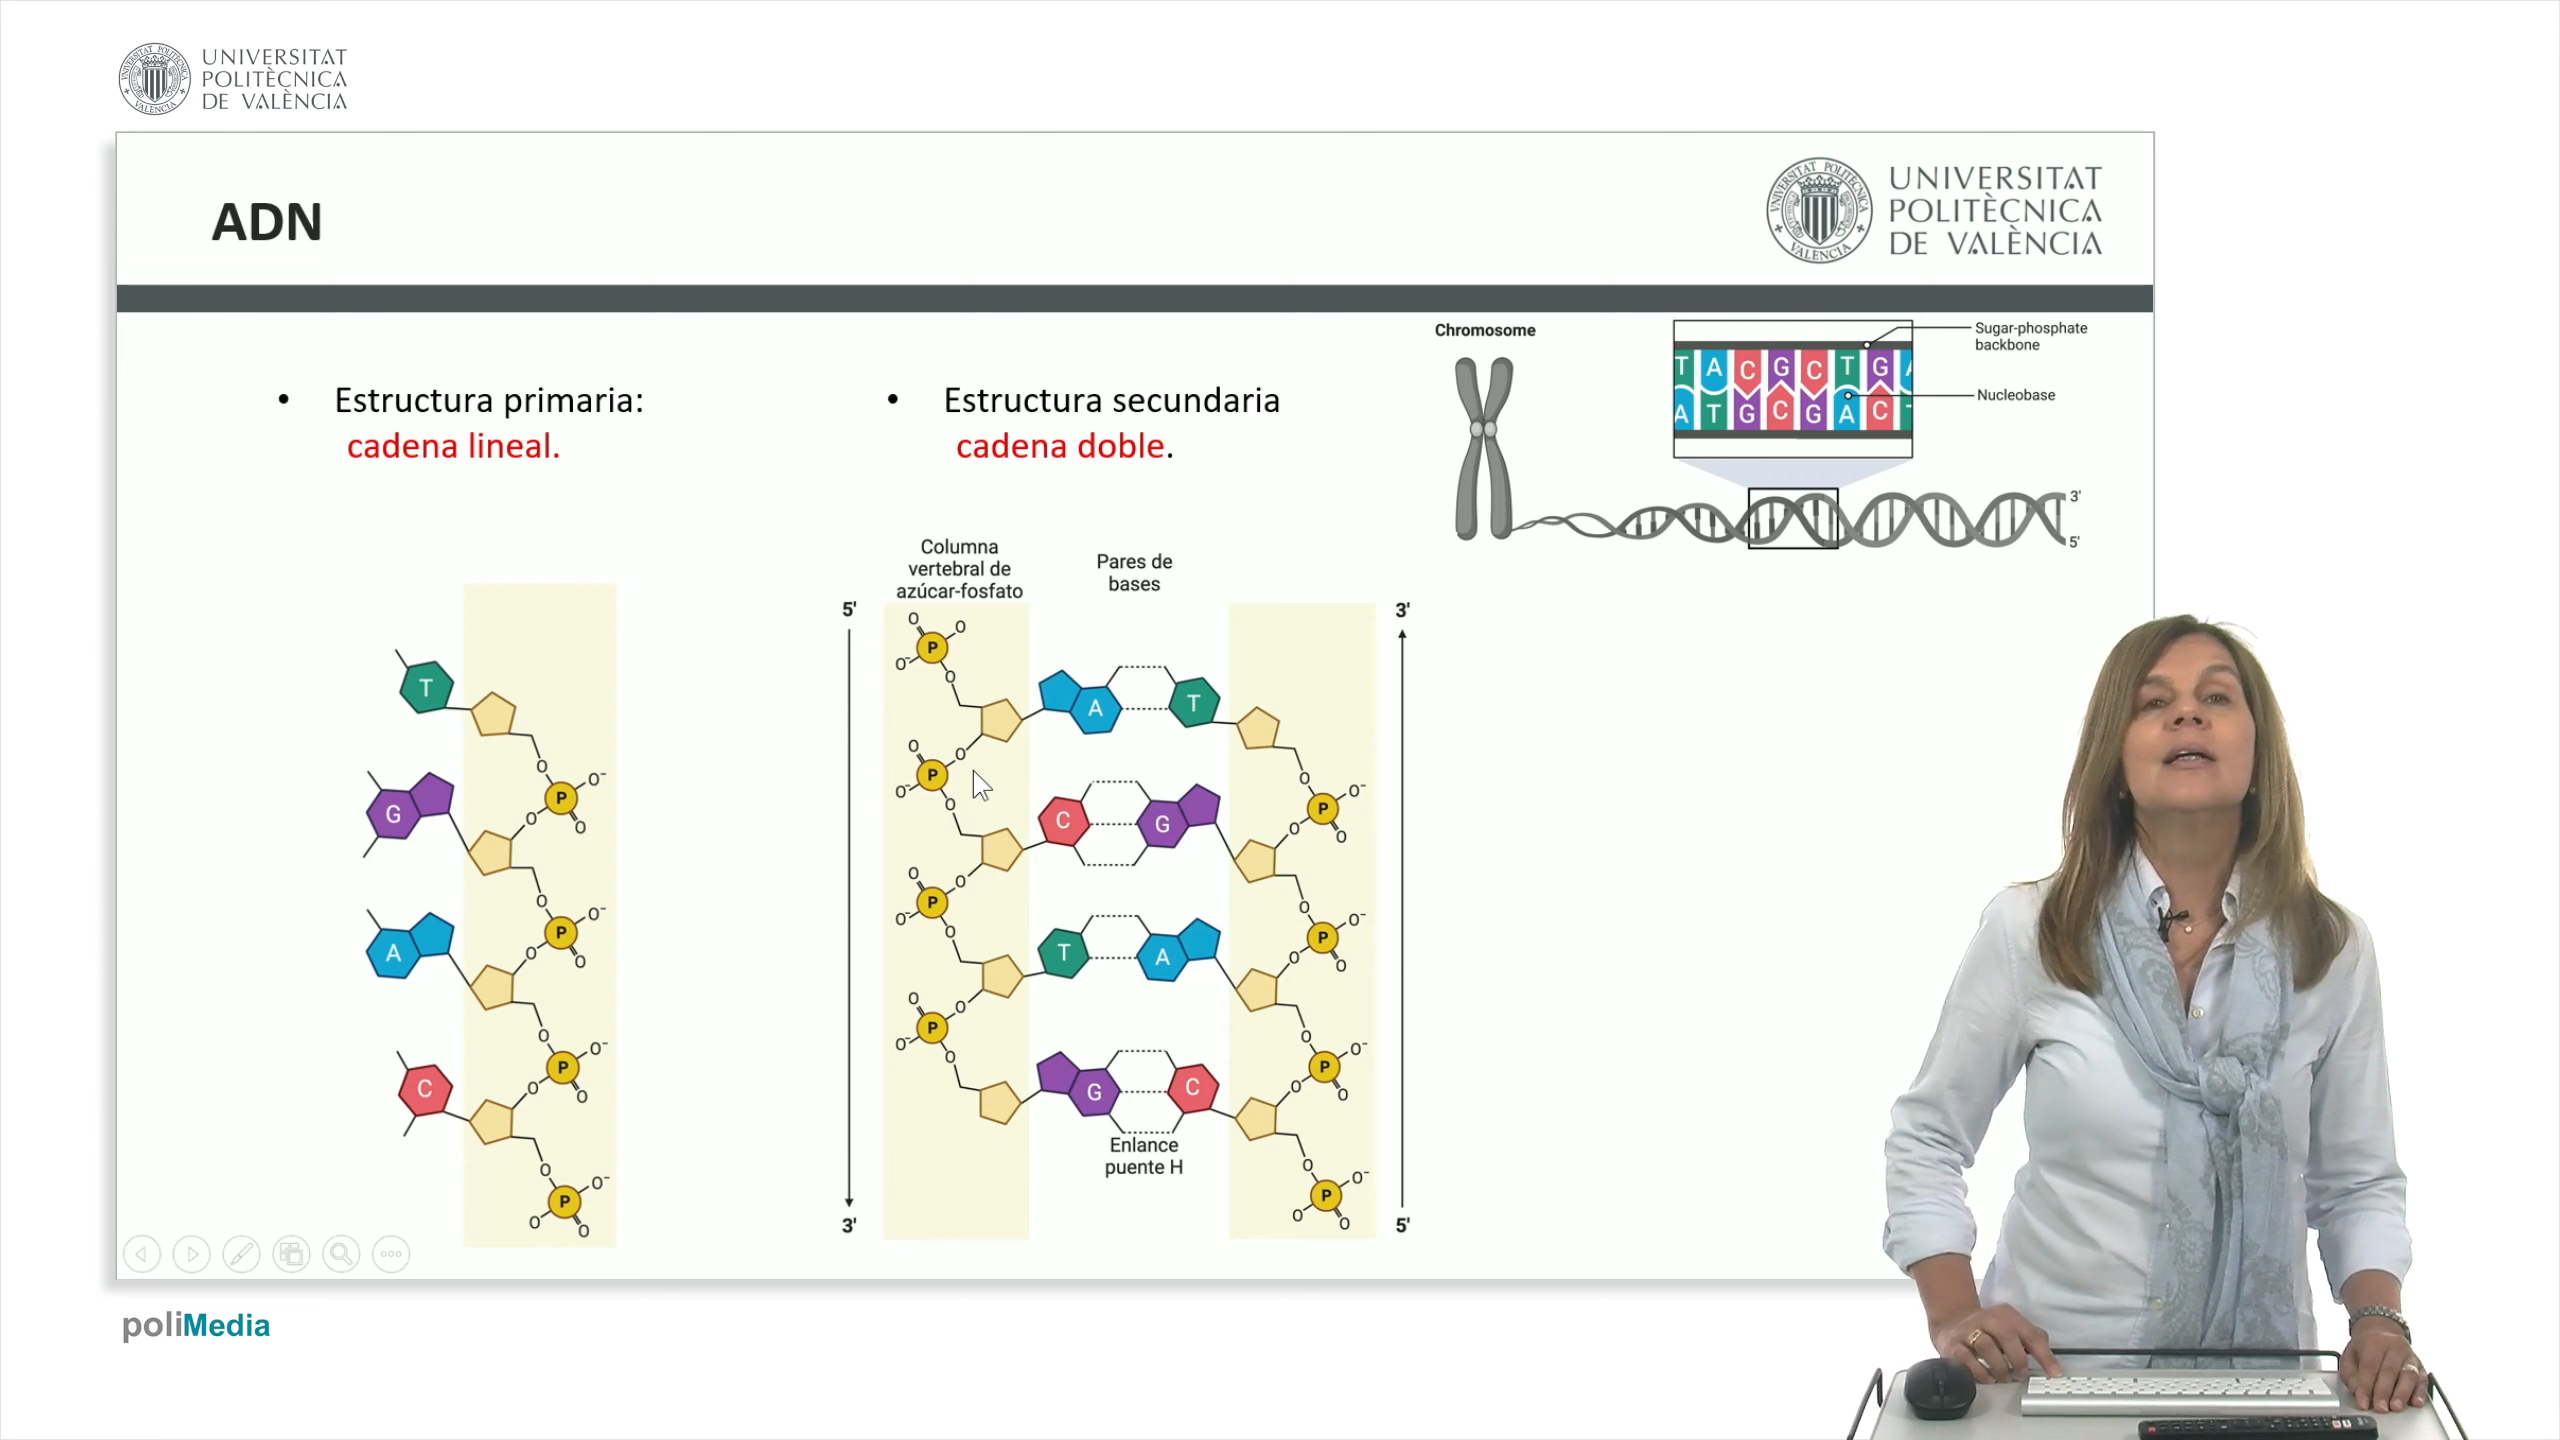 UNIVERSITAT
POLITÈCNICA
DE VALÈNCIA
ADN
UNIVERSITAT
POLITÈCNICA
DE VALÈNCIA
• Estructura primaria:
cadena lineal.
• Estructura secundaria
cadena doble.
Chromosome
Sugar-phosphate
backbone
Nucleobase
T A C G C T G A
A T G C G A C T
3'
5'
Columna
vertebral de
azúcar-fosfato
Pares de
bases
5'
3'
T
G
A
C
P
P
P
P
A T
C G
T A
G C
P
P
P
P
P
P
P
P
O
O⁻
Enlance
puente H
3'
5'
poliMedia